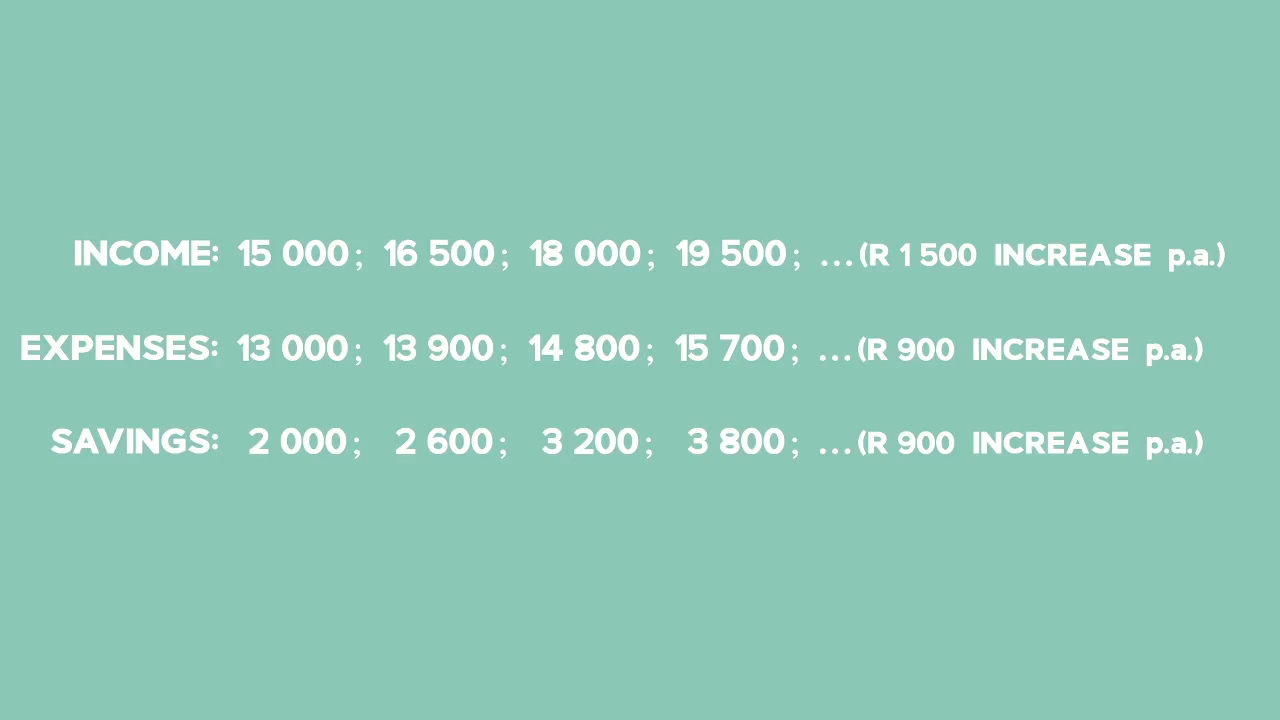 INCOME: 15 000; 16 500; 18 000; 19 500; ...(R 1 500 INCREASE p.a.)
EXPENSES: 13 000; 13 900; 14 800; 15 700; ...(R 900 INCREASE p.a.)
SAVINGS: 2 000; 2 600; 3 200; 3 800; ...(R 900 INCREASE p.a.)